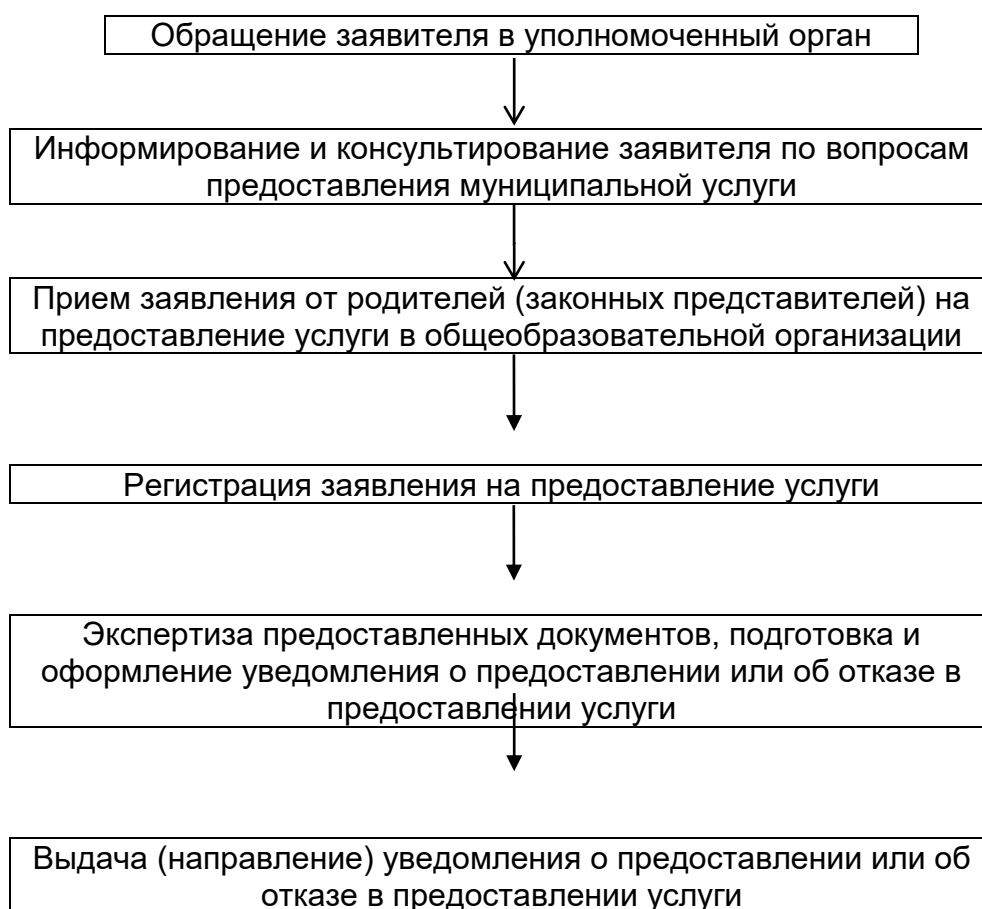 Обращение заявителя в уполномоченный орган
Информирование и консультирование заявителя по вопросам
предоставления муниципальной услуги
Прием заявления от родителей (законных представителей) на
предоставление услуги в общеобразовательной организации
Регистрация заявления на предоставление услуги
Экспертиза предоставленных документов, подготовка и
оформление уведомления о предоставлении или об отказе в
предоставлении услуги
Выдача (направление) уведомления о предоставлении или об
отказе в предоставлении услуги